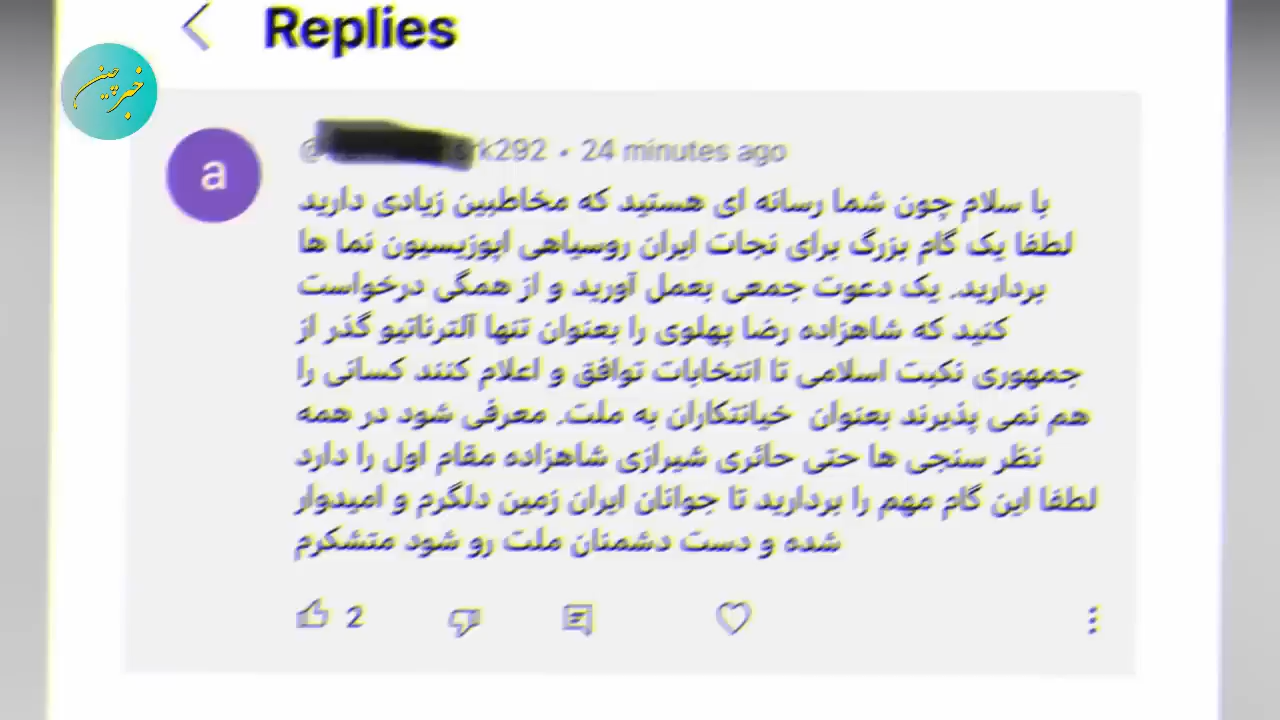 Replies
خبرچین
a
rk292 • 24 minutes ago
با سلام چون شما رسانه ای هستید که مخاطبین زیادی دارید
لطفا یک گام بزرگ برای نجات ایران روسیاهی اپوزیسیون نما ها
بردارید. یک دعوت جمعی بعمل آورید و از همگی درخواست
کنید که شاهزاده رضا پهلوی را بعنوان تنها آلترناتیو گذر از
جمهوری نکبت اسلامی تا انتخابات توافق و اعلام کنند کسانی را
هم نمی پذیرند بعنوان خیانتکاران به ملت. معرفی شود در همه
نظر سنجی ها حتی حائری شیرازی شاهزاده مقام اول را دارد
لطفا این گام مهم را بردارید تا جوانان ایران زمین دلگرم و امیدوار
شده و دست دشمنان ملت رو شود متشکرم
2